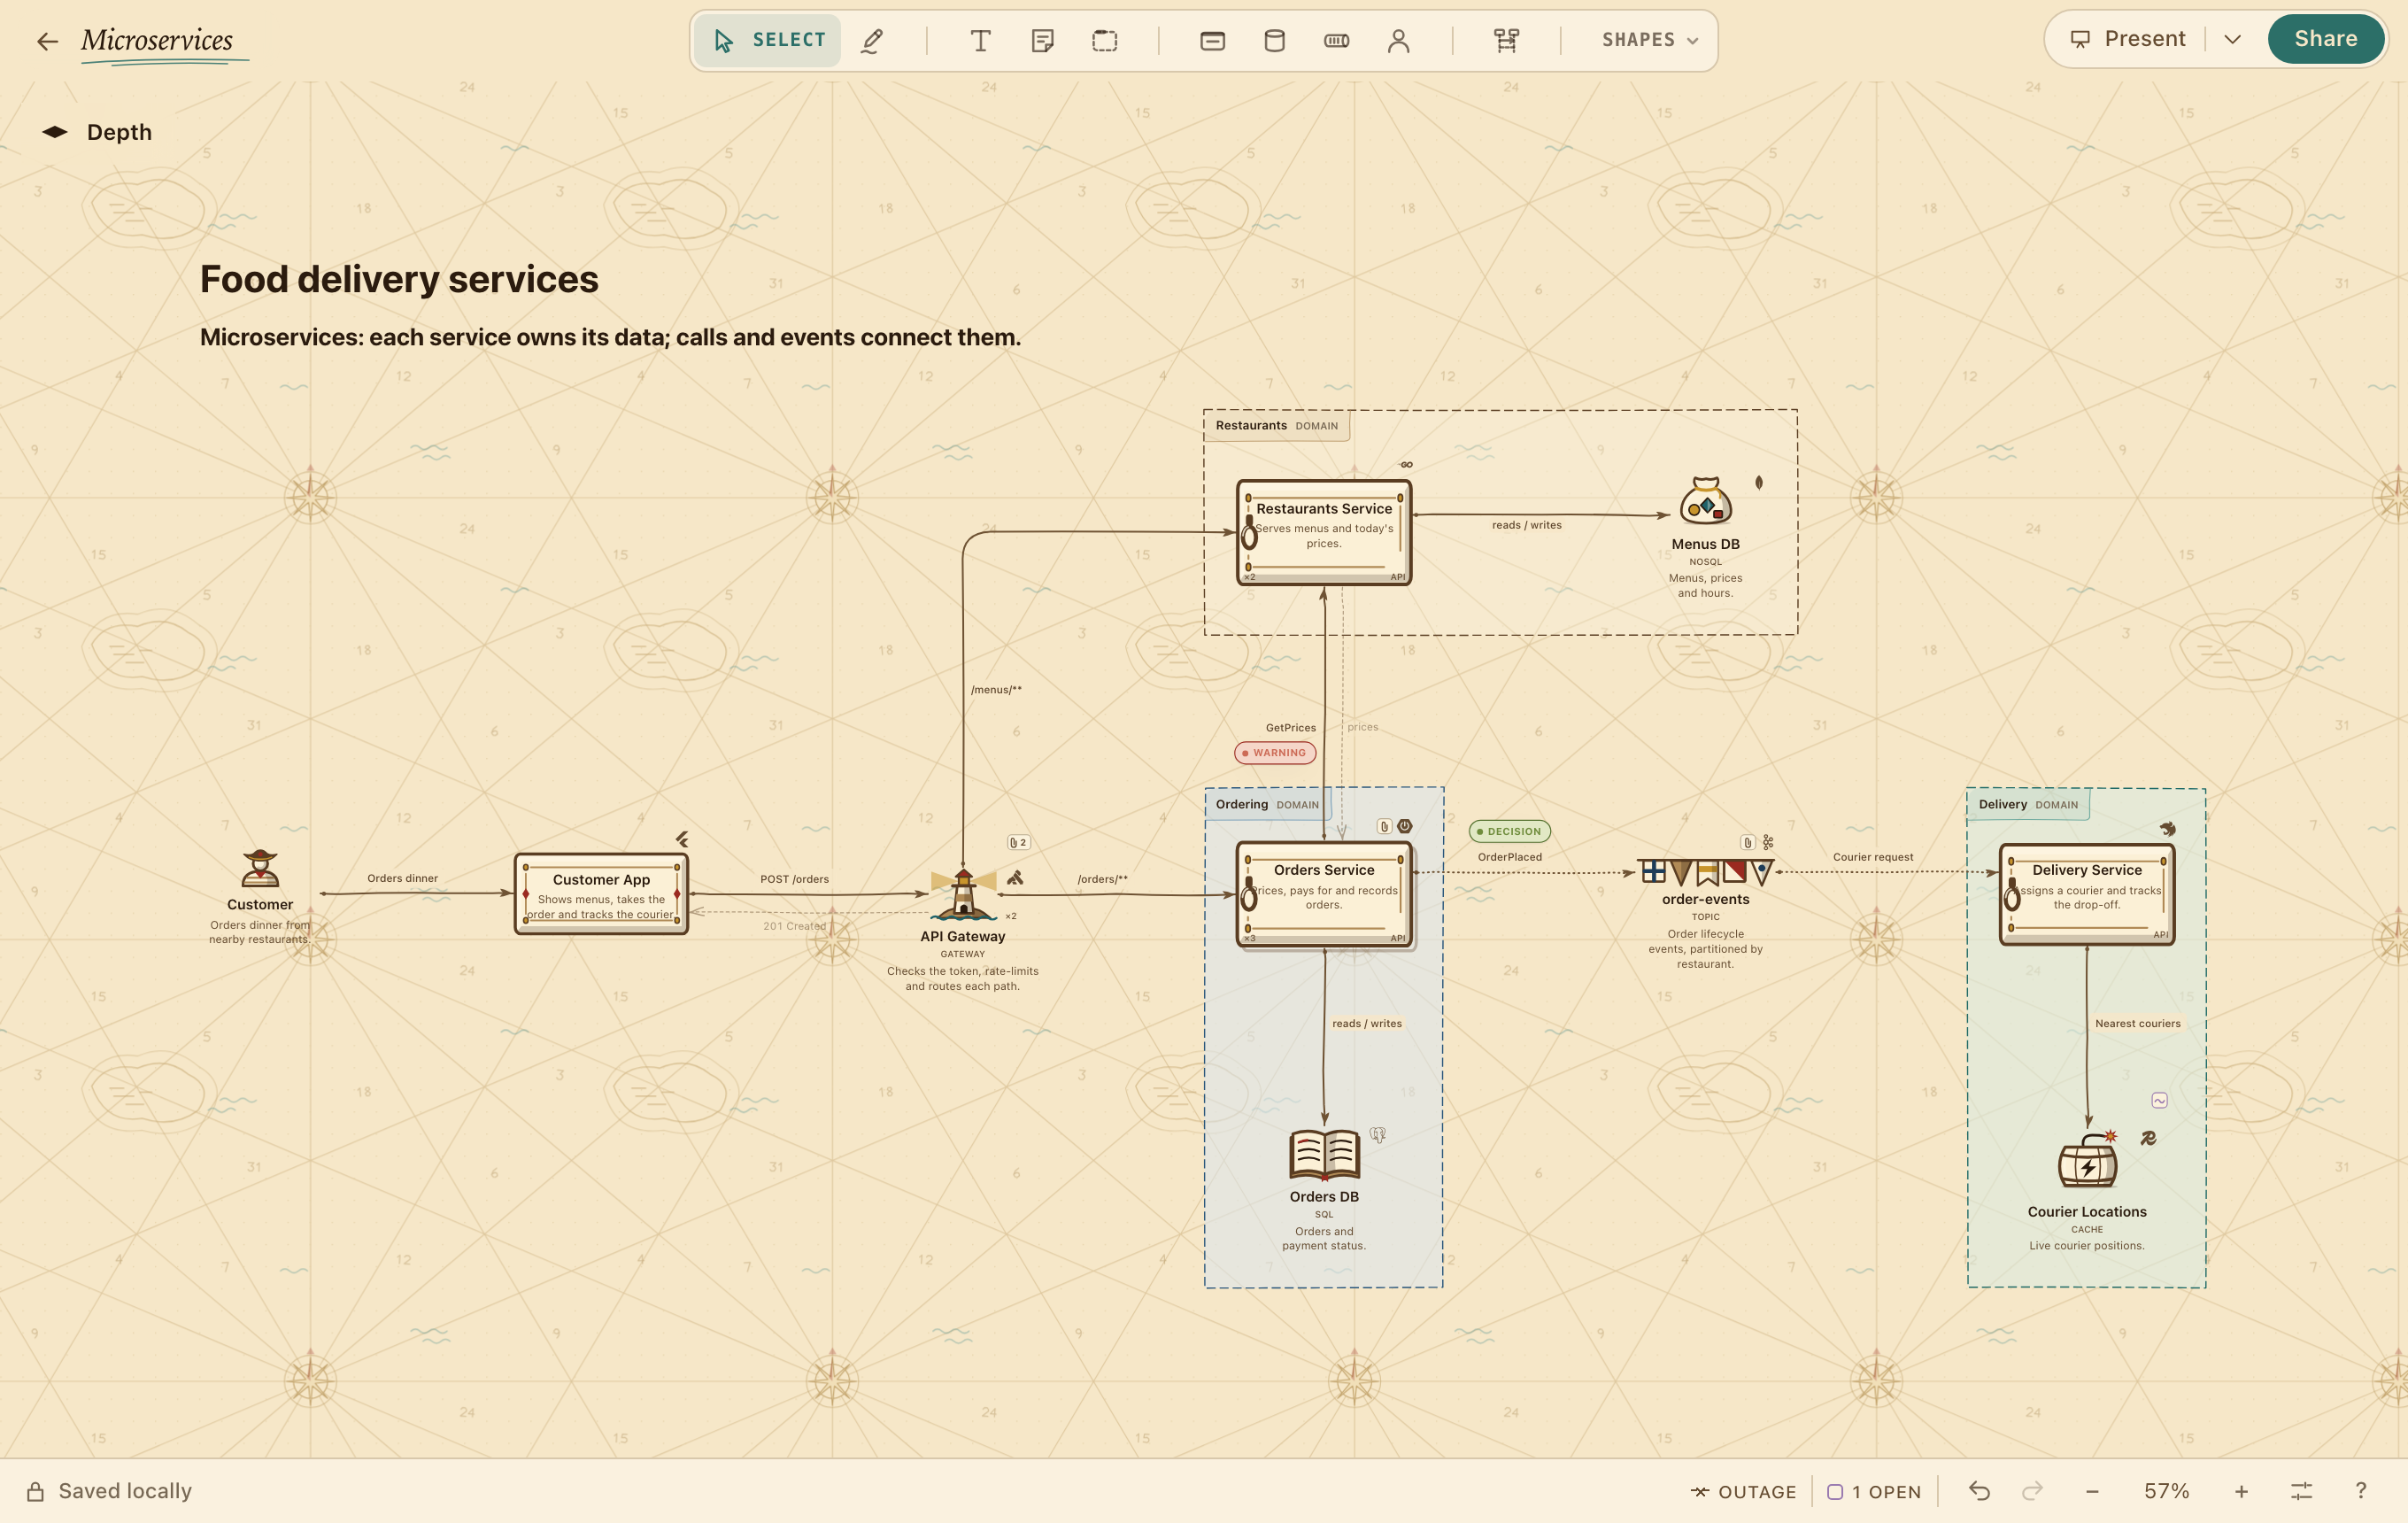 Microservices
SELECT
SHAPES
Present
Share
Depth
Food delivery services
Microservices: each service owns its data; calls and events connect them.
Restaurants DOMAIN
GO
Restaurants Service
Serves menus and today's
prices.
×2
API
reads / writes
Menus DB
NOSQL
Menus, prices
and hours.
/menus/**
GetPrices
prices
WARNING
Customer
Orders dinner from
nearby restaurants.
Orders dinner
Customer App
Shows menus, takes the
order and tracks the courier
POST /orders
201 Created
2
×2
API Gateway
GATEWAY
Checks the token, rate-limits
and routes each path.
/orders/**
Ordering DOMAIN
Orders Service
Prices, pays for and records
orders.
×3
API
reads / writes
Orders DB
SQL
Orders and
payment status.
DECISION
OrderPlaced
order-events
TOPIC
Order lifecycle
events, partitioned by
restaurant.
Courier request
Delivery DOMAIN
Delivery Service
Assigns a courier and tracks
the drop-off.
API
Nearest couriers
Courier Locations
CACHE
Live courier positions.
Saved locally
OUTAGE
1 OPEN
57%
?